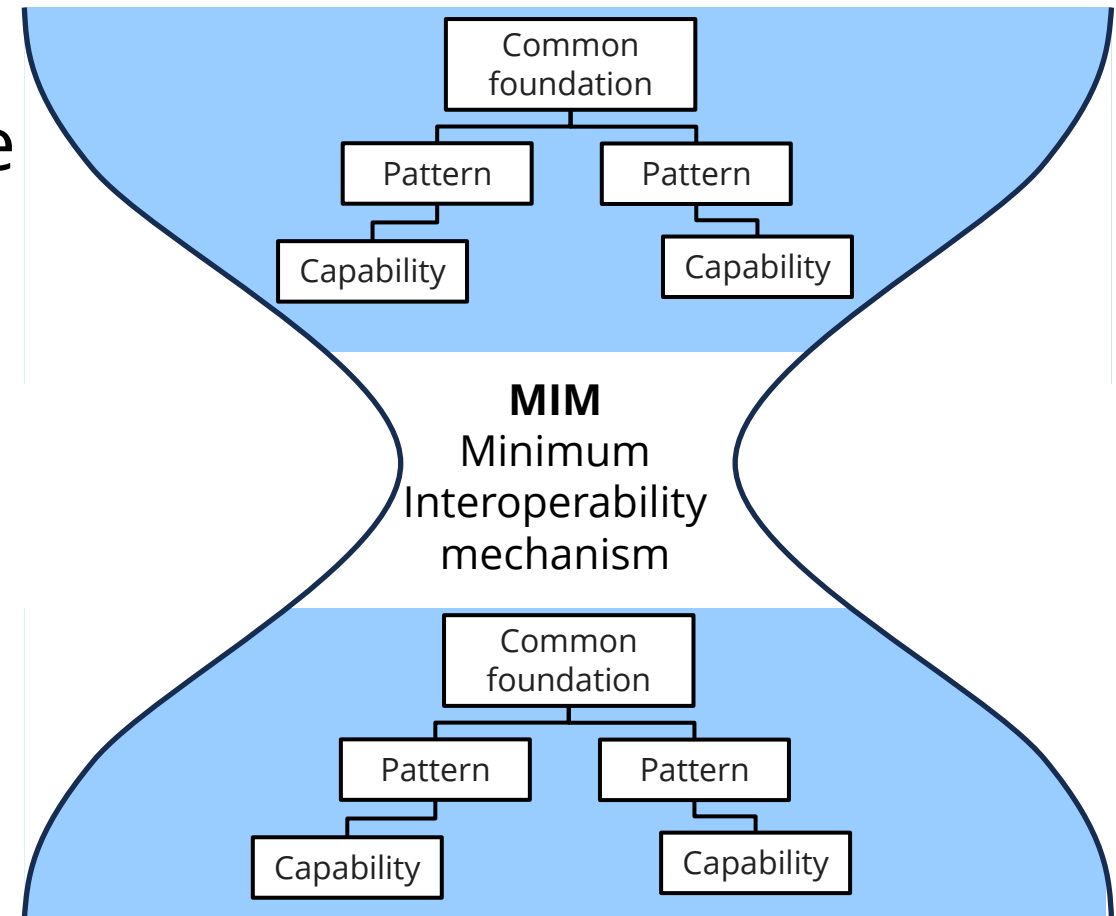 Common
foundation
e
Pattern
Pattern
Capability
Capability
MIM
Minimum
Interoperability
mechanism
Common
foundation
Pattern
Pattern
Capability
Capability